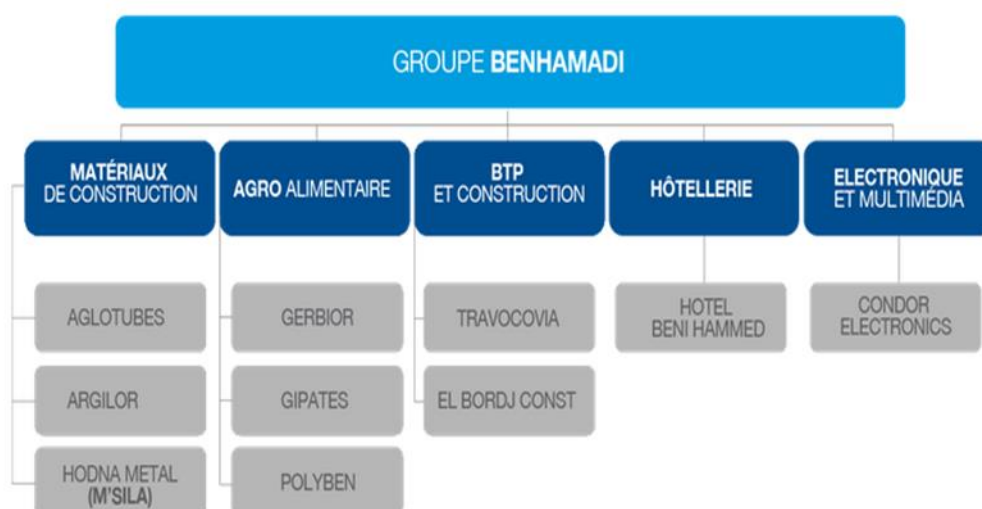 GROUPE BENHAMADI
MATÉRIAUX
DE CONSTRUCTION
AGRO ALIMENTAIRE
BTP
ET CONSTRUCTION
HÔTELLERIE
ELECTRONIQUE
ET MULTIMÉDIA
AGLOTUBES
GERBIOR
TRAVOCOVIA
HOTEL
BENI HAMMED
CONDOR
ELECTRONICS
ARGILOR
GIPATES
EL BORDJ CONST
HODNA METAL
(M'SILA)
POLYBEN